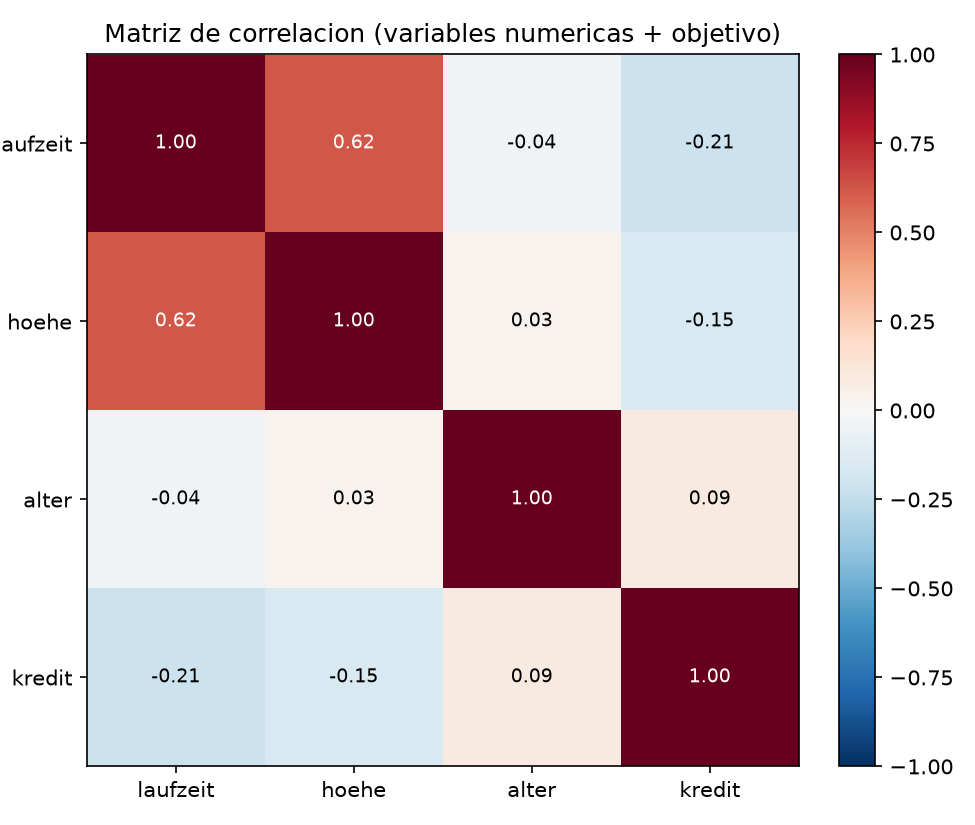 Matriz de correlacion (variables numericas + objetivo)
aufzeit 1.00 0.62 -0.04 -0.21
hoehe 0.62 1.00 0.03 -0.15
alter -0.04 0.03 1.00 0.09
kredit -0.21 -0.15 0.09 1.00
laufzeit hoehe alter kredit
1.00
0.75
0.50
0.25
0.00
−0.25
−0.50
−0.75
−1.00